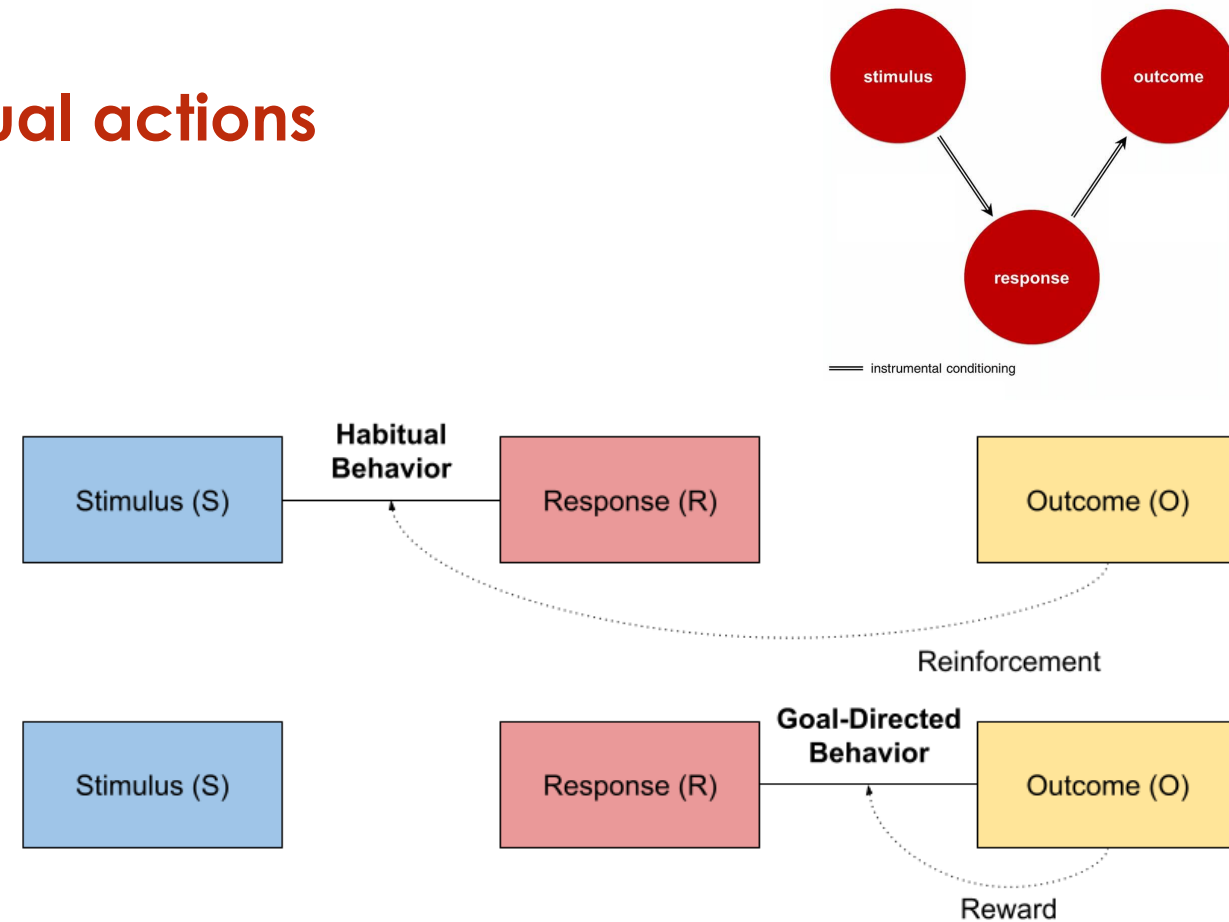 ual actions
stimulus
outcome
response
instrumental conditioning
Habitual
Behavior
Stimulus (S)
Response (R)
Outcome (O)
Reinforcement
Goal-Directed
Behavior
Stimulus (S)
Response (R)
Outcome (O)
Reward